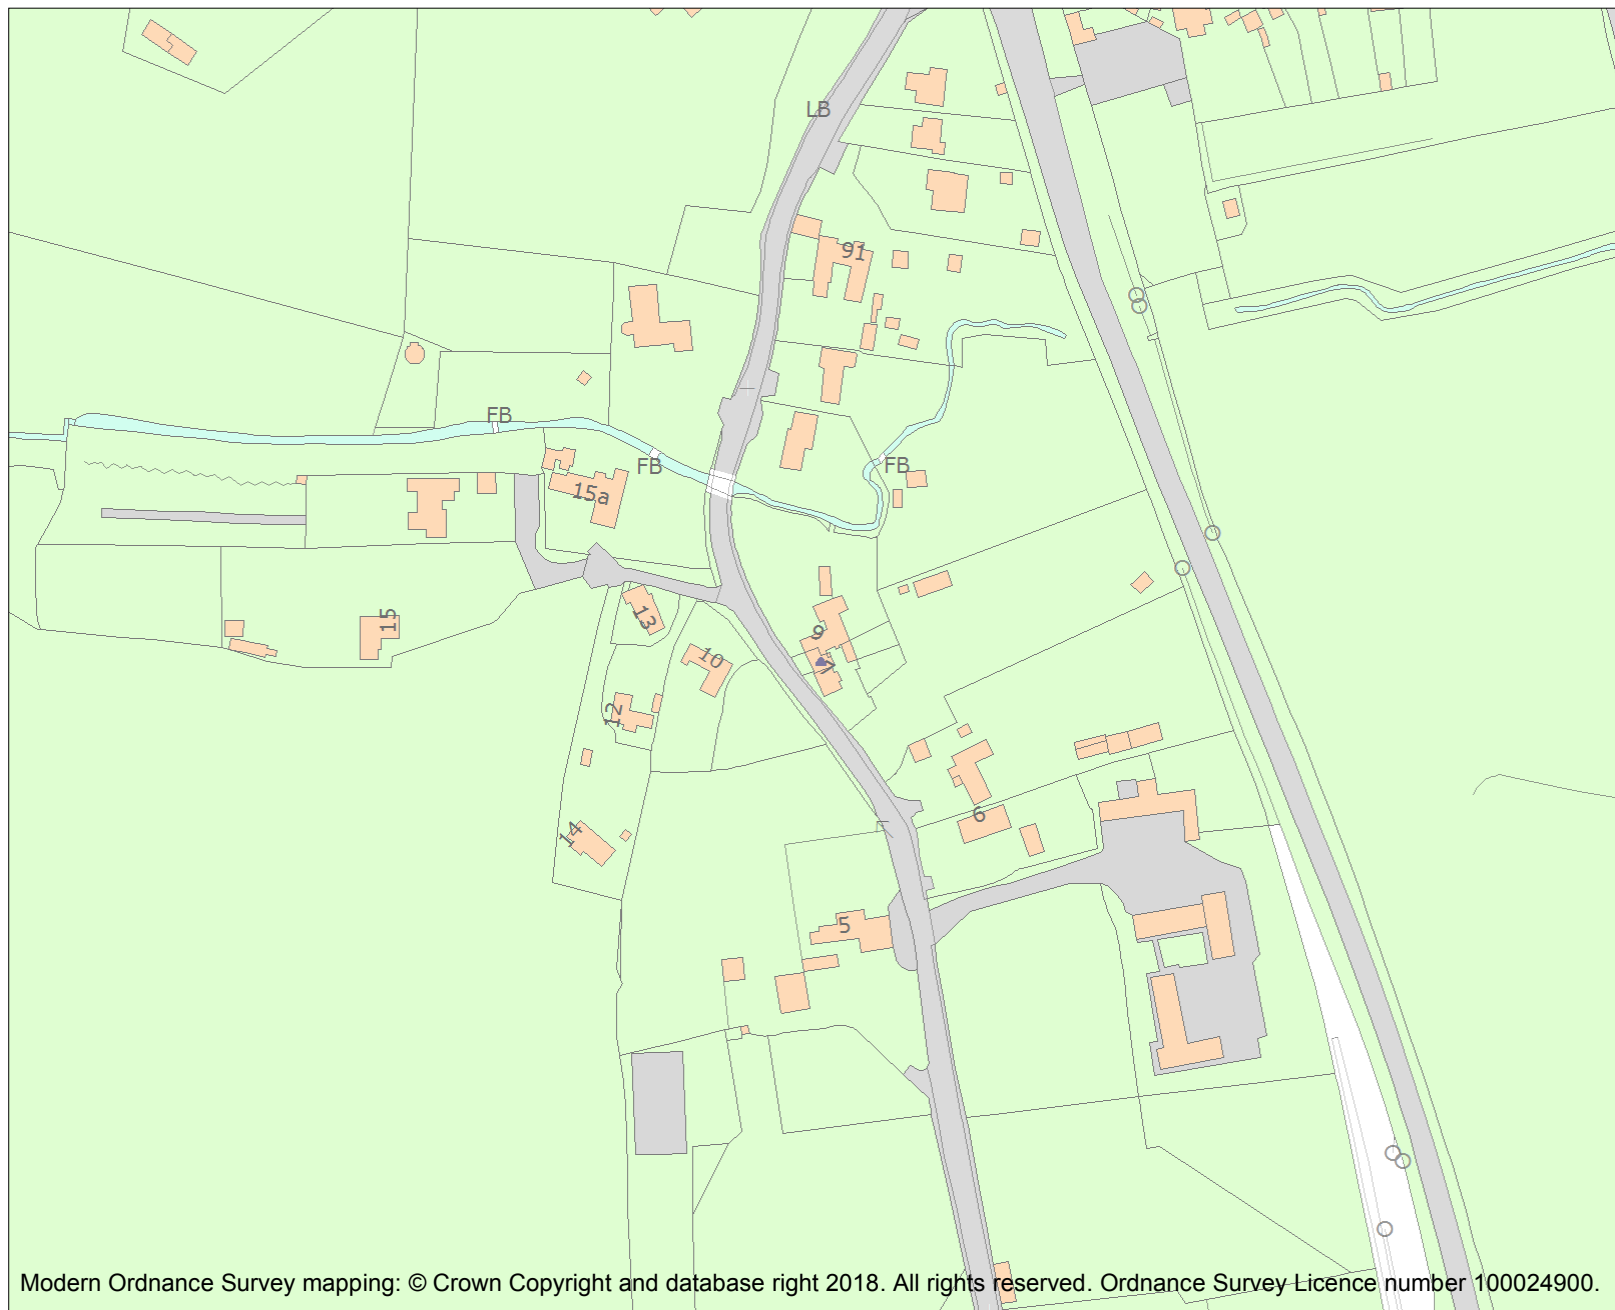 LB
91
FB
FB
FB
15a
15
13
9
10
7
12
6
14
5
Modern Ordnance Survey mapping: © Crown Copyright and database right 2018. All rights reserved. Ordnance Survey Licence number 100024900.